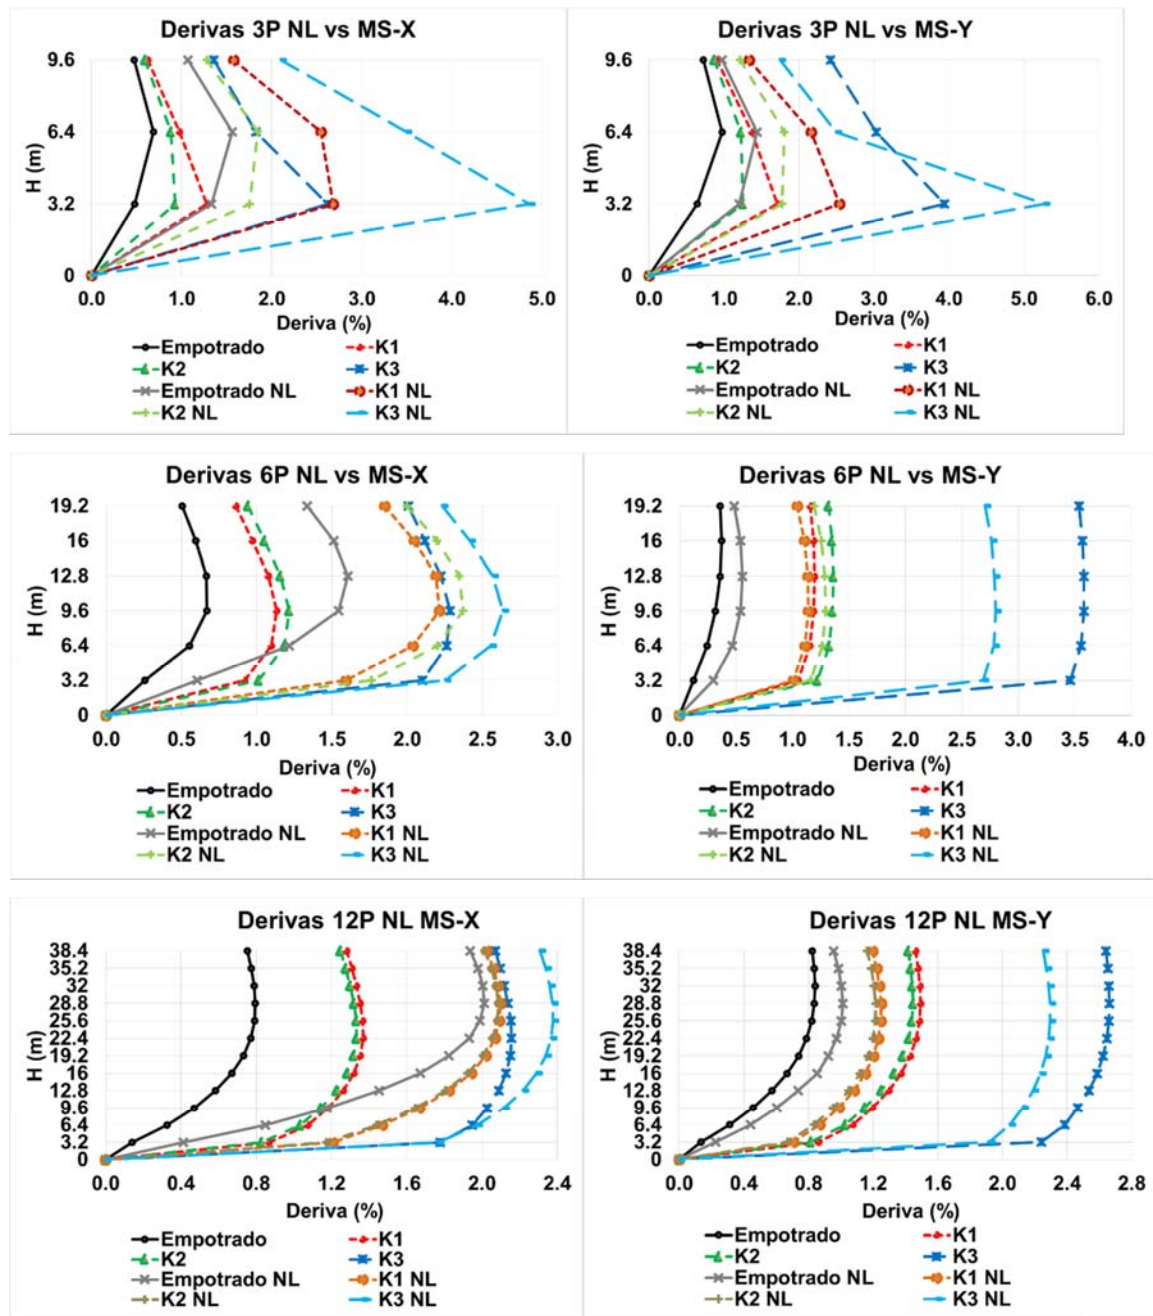 Derivas 3P NL vs MS-X
9.6
6.4
3.2
0
H (m)
0.0 1.0 2.0 3.0 4.0 5.0
Deriva (%)
Empotrado K1
K2 K3
Empotrado NL K1 NL
K2 NL K3 NL
Derivas 3P NL vs MS-Y
9.6
6.4
3.2
0
H (m)
0.0 1.0 2.0 3.0 4.0 5.0 6.0
Deriva (%)
Empotrado K1
K2 K3
Empotrado NL K1 NL
K2 NL K3 NL
Derivas 6P NL vs MS-X
19.2
16
12.8
9.6
6.4
3.2
0
H (m)
0.0 0.5 1.0 1.5 2.0 2.5 3.0
Deriva (%)
Empotrado K1
K2 K3
Empotrado NL K1 NL
K2 NL K3 NL
Derivas 6P NL vs MS-Y
19.2
16
12.8
9.6
6.4
3.2
0
H (m)
0.0 0.5 1.0 1.5 2.0 2.5 3.0 3.5 4.0
Deriva (%)
Empotrado K1
K2 K3
Empotrado NL K1 NL
K2 NL K3 NL
Derivas 12P NL MS-X
38.4
35.2
32
28.8
25.6
22.4
19.2
16
12.8
9.6
6.4
3.2
0
H (m)
0.0 0.4 0.8 1.2 1.6 2.0 2.4
Deriva (%)
Empotrado K1
K2 K3
Empotrado NL K1 NL
K2 NL K3 NL
Derivas 12P NL MS-Y
38.4
35.2
32
28.8
25.6
22.4
19.2
16
12.8
9.6
6.4
3.2
0
H (m)
0.0 0.4 0.8 1.2 1.6 2.0 2.4 2.8
Deriva (%)
Empotrado K1
K2 K3
Empotrado NL K1 NL
K2 NL K3 NL